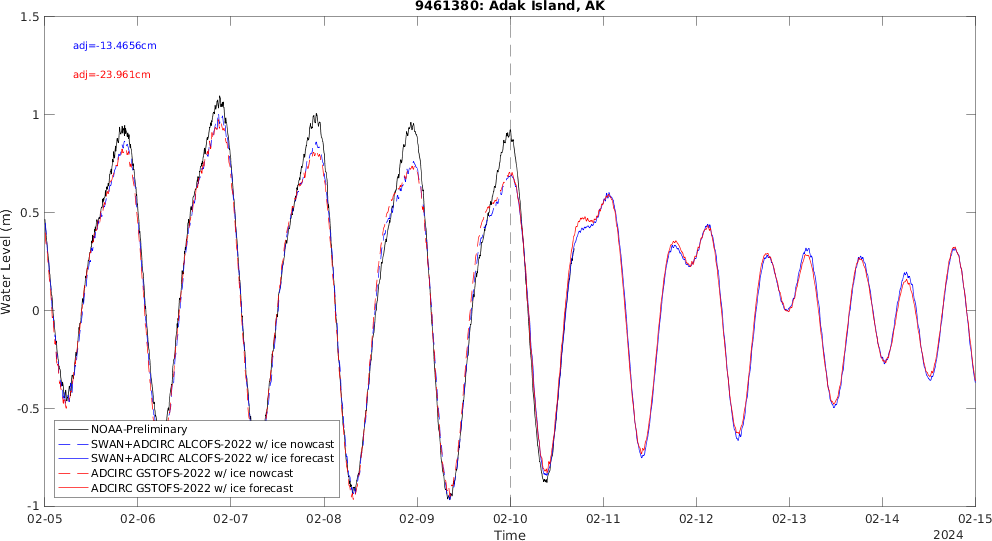 9461380: Adak Island, AK
adj=-13.4656cm
adj=-23.961cm
Water Level (m)
1.5
1
0.5
0
-0.5
-1
NOAA-Preliminary
SWAN+ADCIRC ALCOFS-2022 w/ ice nowcast
SWAN+ADCIRC ALCOFS-2022 w/ ice forecast
ADCIRC GSTOFS-2022 w/ ice nowcast
ADCIRC GSTOFS-2022 w/ ice forecast
02-05 02-06 02-07 02-08 02-09 02-10 02-11 02-12 02-13 02-14 02-15
Time
2024